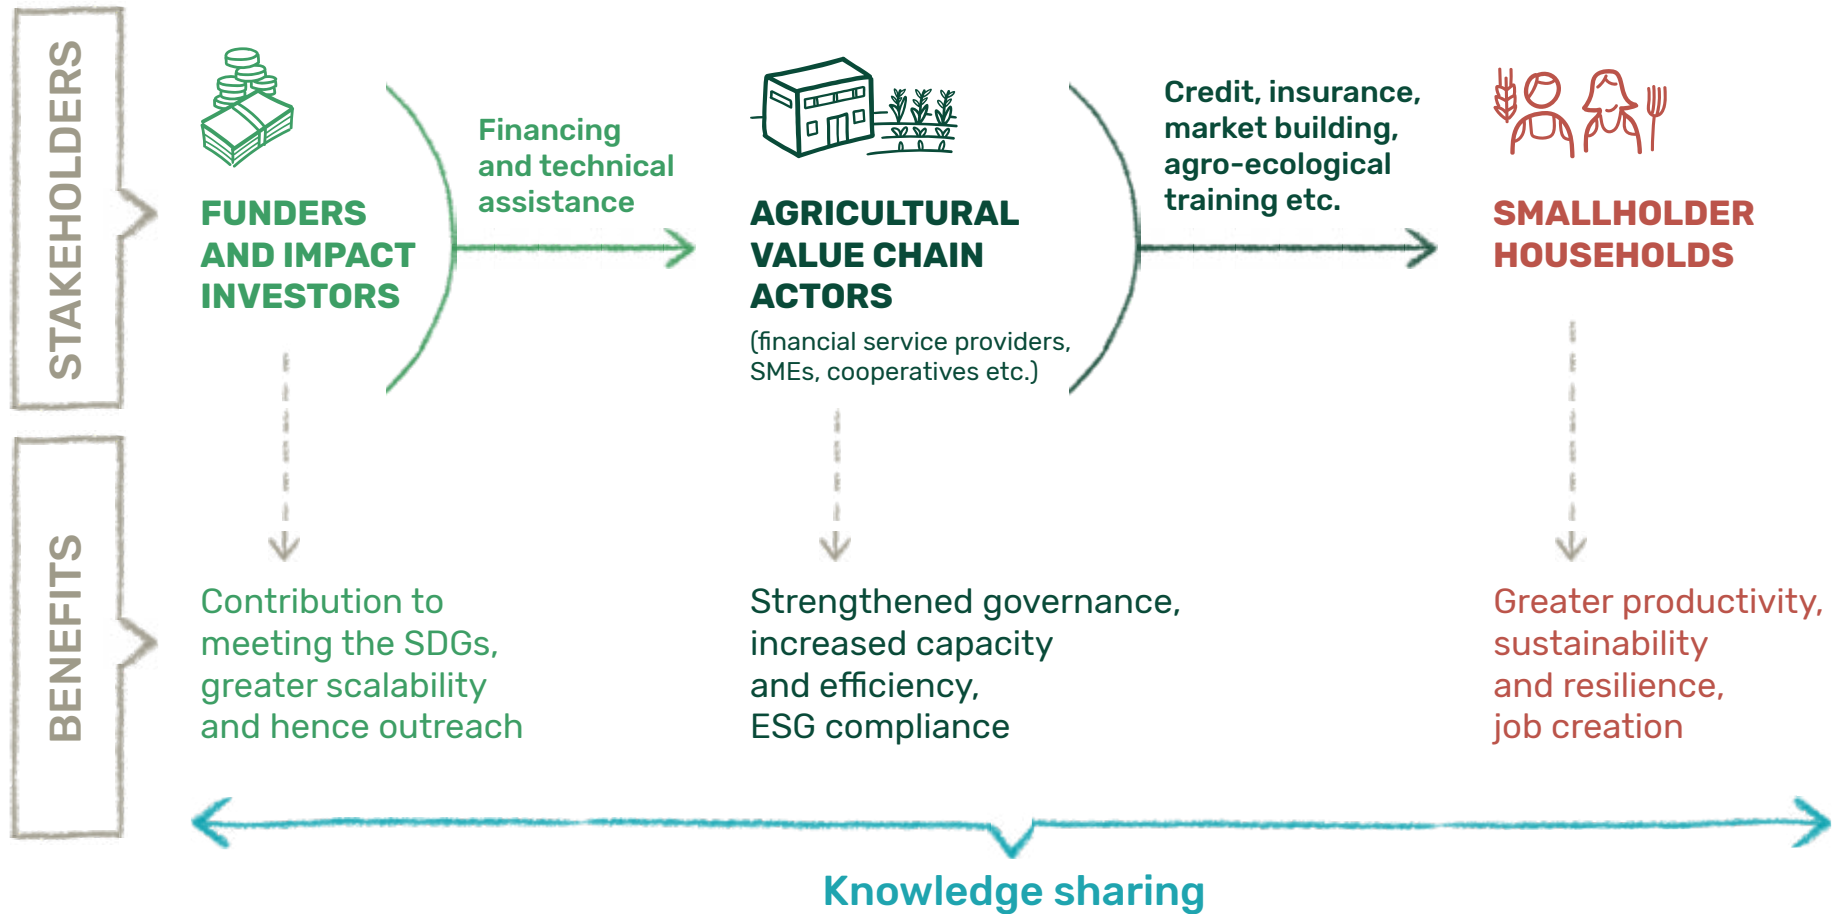 STAKEHOLDERS
FUNDERS
AND IMPACT
INVESTORS
Financing
and technical
assistance
AGRICULTURAL
VALUE CHAIN
ACTORS
(financial service providers,
SMEs, cooperatives etc.)
Credit, insurance,
market building,
agro-ecological
training etc.
SMALLHOLDER
HOUSEHOLDS
BENEFITS
Contribution to
meeting the SDGs,
greater scalability
and hence outreach
Strengthened governance,
increased capacity
and efficiency,
ESG compliance
Greater productivity,
sustainability
and resilience,
job creation
Knowledge sharing